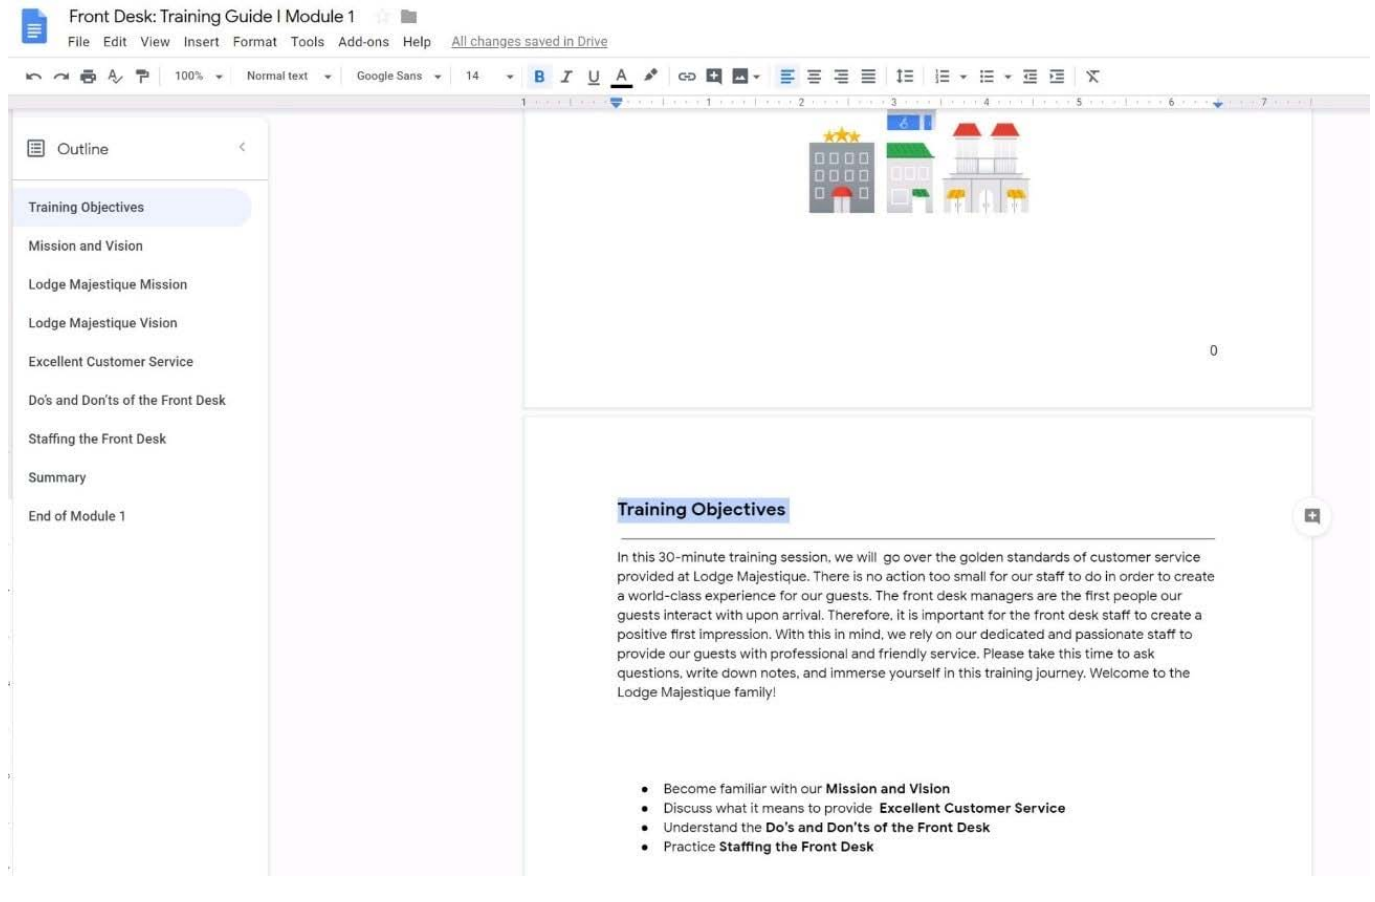 Front Desk: Training Guide I Module 1
File Edit View Insert Format Tools Add-ons Help All changes saved in Drive
100% Normal text Google Sans 14 B I U A
1 1 2 3 4 5 6 7
Outline
Training Objectives
Mission and Vision
Lodge Majestique Mission
Lodge Majestique Vision
Excellent Customer Service
Do's and Don'ts of the Front Desk
Staffing the Front Desk
Summary
End of Module 1
0
Training Objectives
In this 30-minute training session, we will go over the golden standards of customer service
provided at Lodge Majestique. There is no action too small for our staff to do in order to create
a world-class experience for our guests. The front desk managers are the first people our
guests interact with upon arrival. Therefore, it is important for the front desk staff to create a
positive first impression. With this in mind, we rely on our dedicated and passionate staff to
provide our guests with professional and friendly service. Please take this time to ask
questions, write down notes, and immerse yourself in this training journey. Welcome to the
Lodge Majestique family!
● Become familiar with our Mission and Vision
● Discuss what it means to provide Excellent Customer Service
● Understand the Do's and Don'ts of the Front Desk
● Practice Staffing the Front Desk